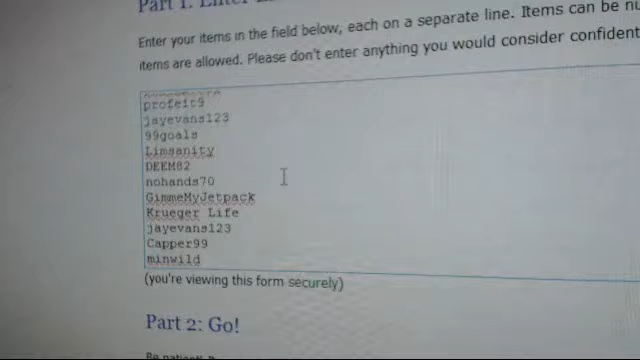 Part 1: Enter
Enter your items in the field below, each on a separate line. Items can be
items are allowed. Please don't enter anything you would consider
profeit9
jayevans123
99goals
Limsanity
DEEM82
nohands70
GimmeMyJetpack
Krueger Life
jayevans123
Capper99
minwild
(you're viewing this form securely)
Part 2: Go!